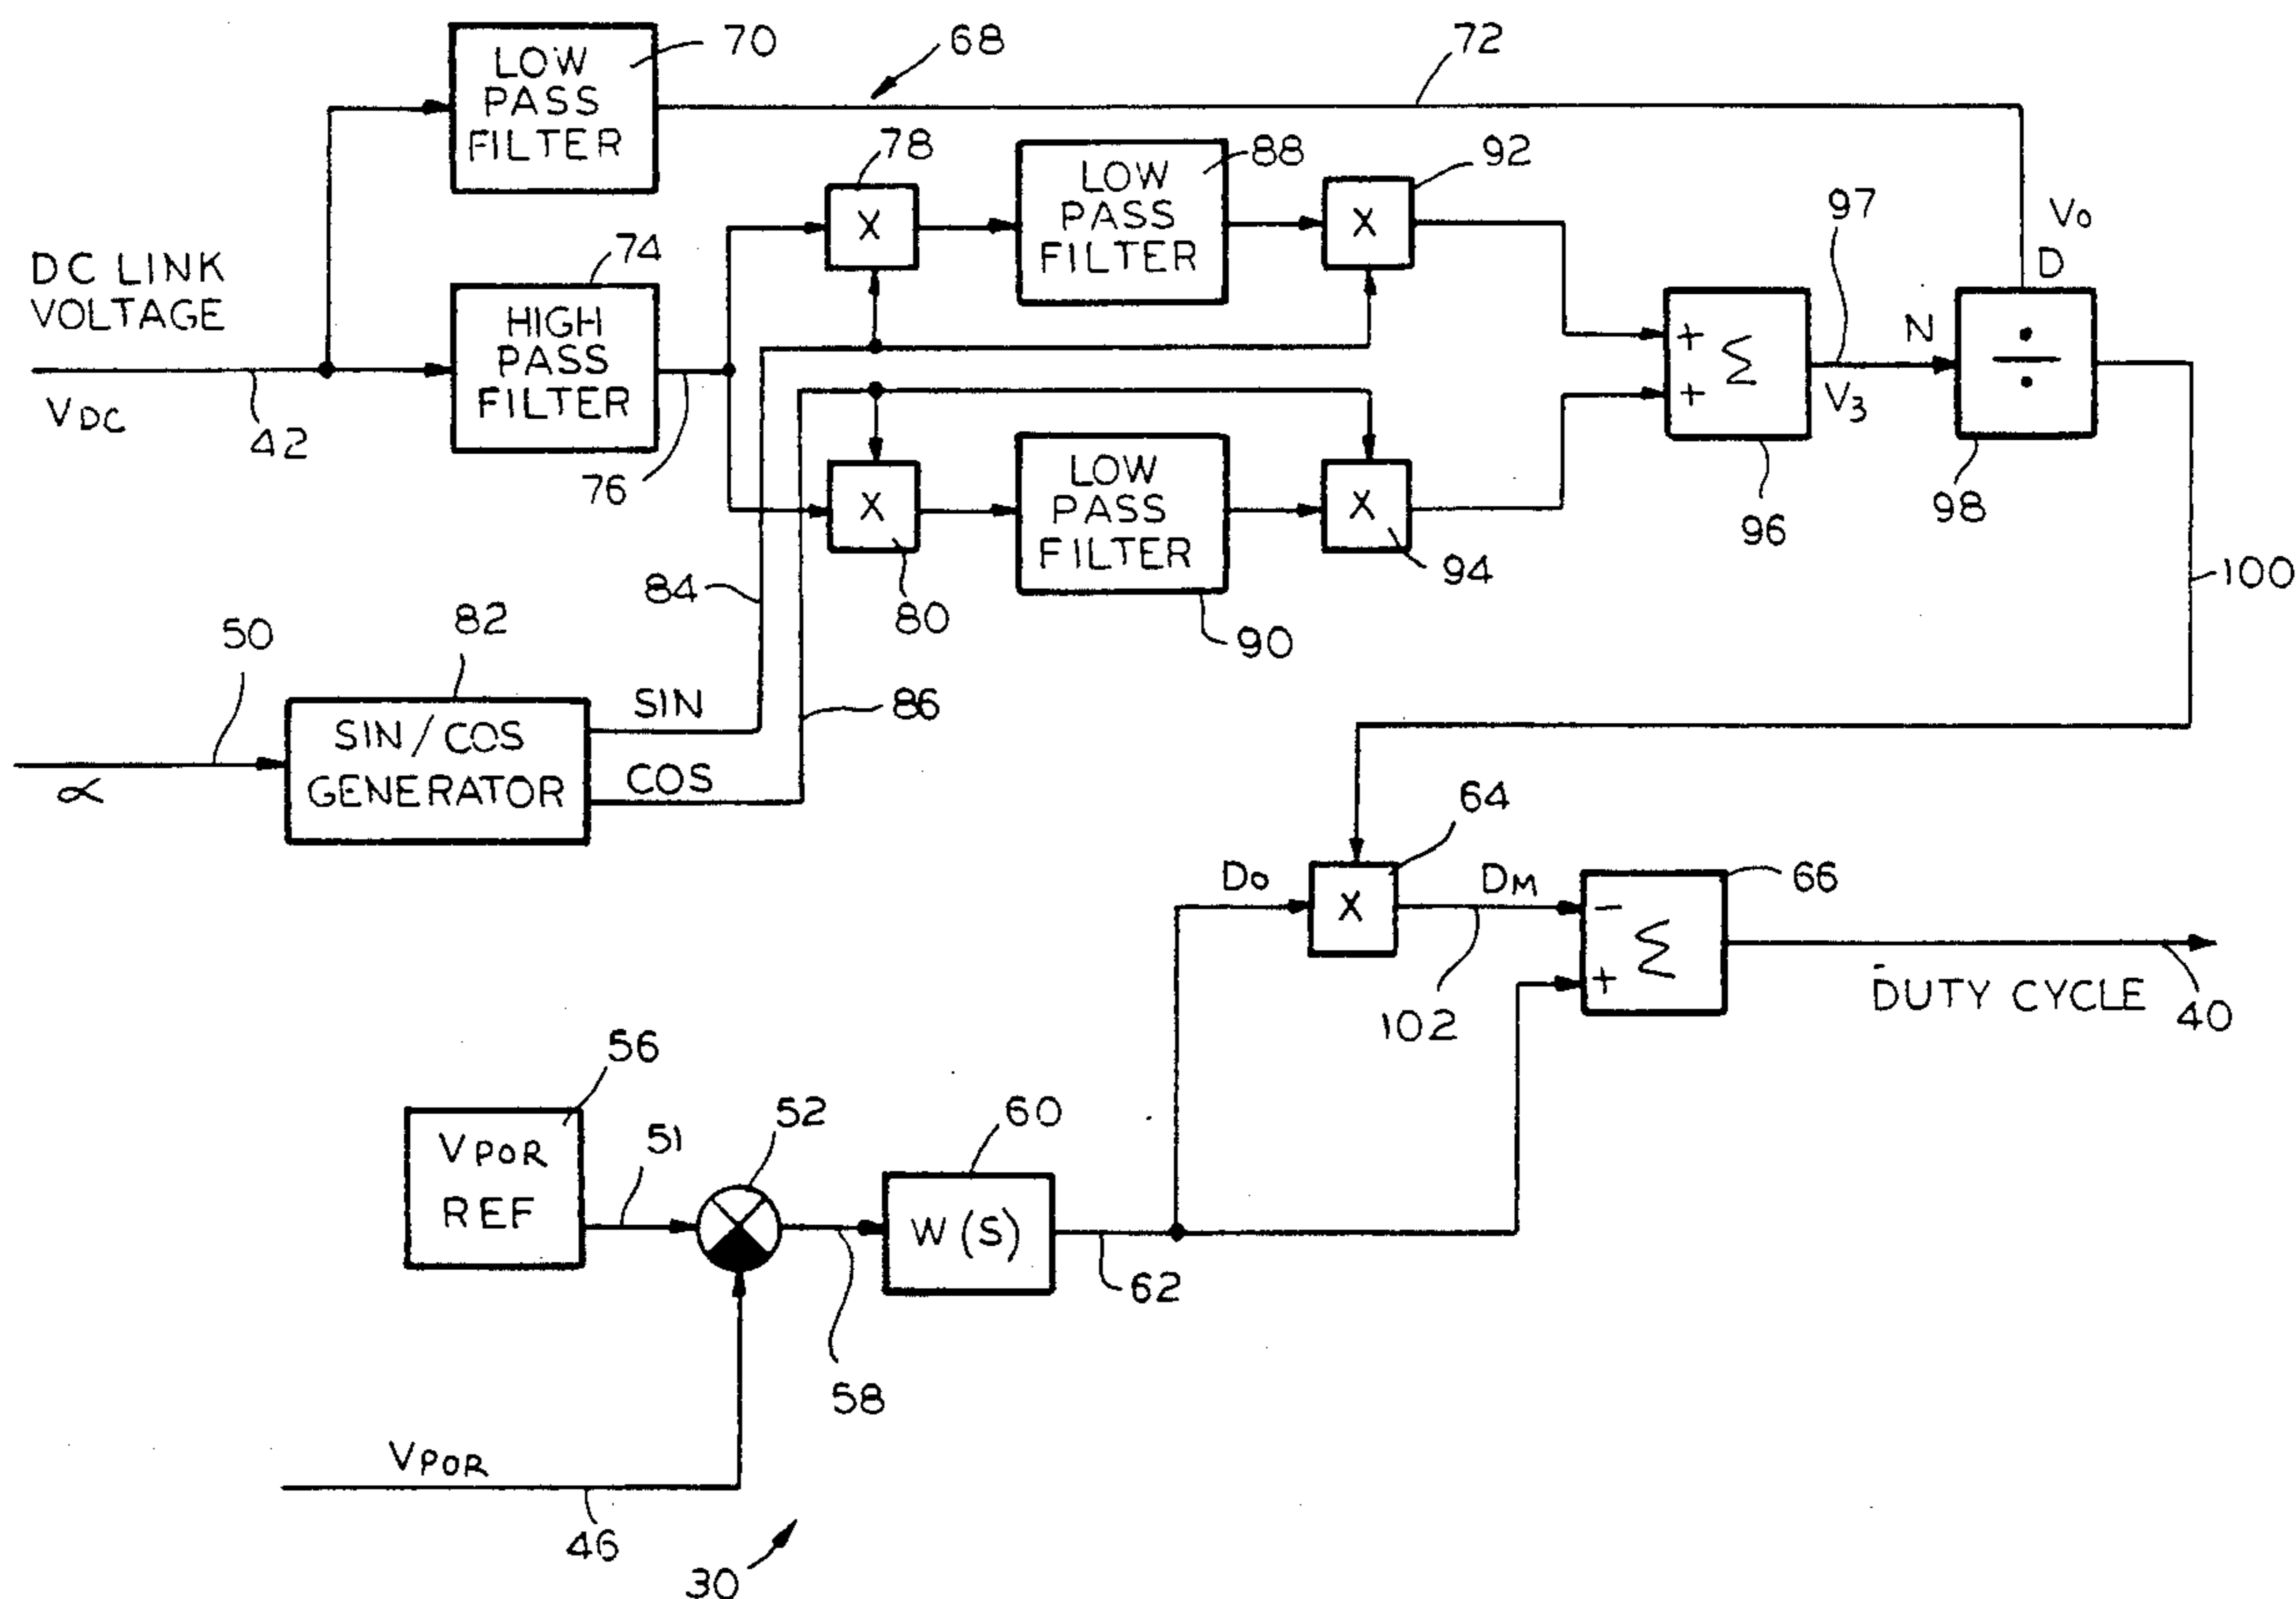 70
68
72
LOW
PASS
FILTER
78
88
92
LOW
PASS
FILTER
X
X
97
Vo
D
DC LINK
VOLTAGE
74
HIGH
PASS
FILTER
+
Σ
+
N
÷
V3
VDC
42
76
X
LOW
PASS
FILTER
X
96
98
84
80
94
90
100
50
82
SIN
86
SIN/COS
GENERATOR
COS
α
64
Do
X
DM
66
-
Σ
+
102
DUTY CYCLE
40
56
VPOR
REF
51
52
60
W(S)
62
58
VPOR
46
30